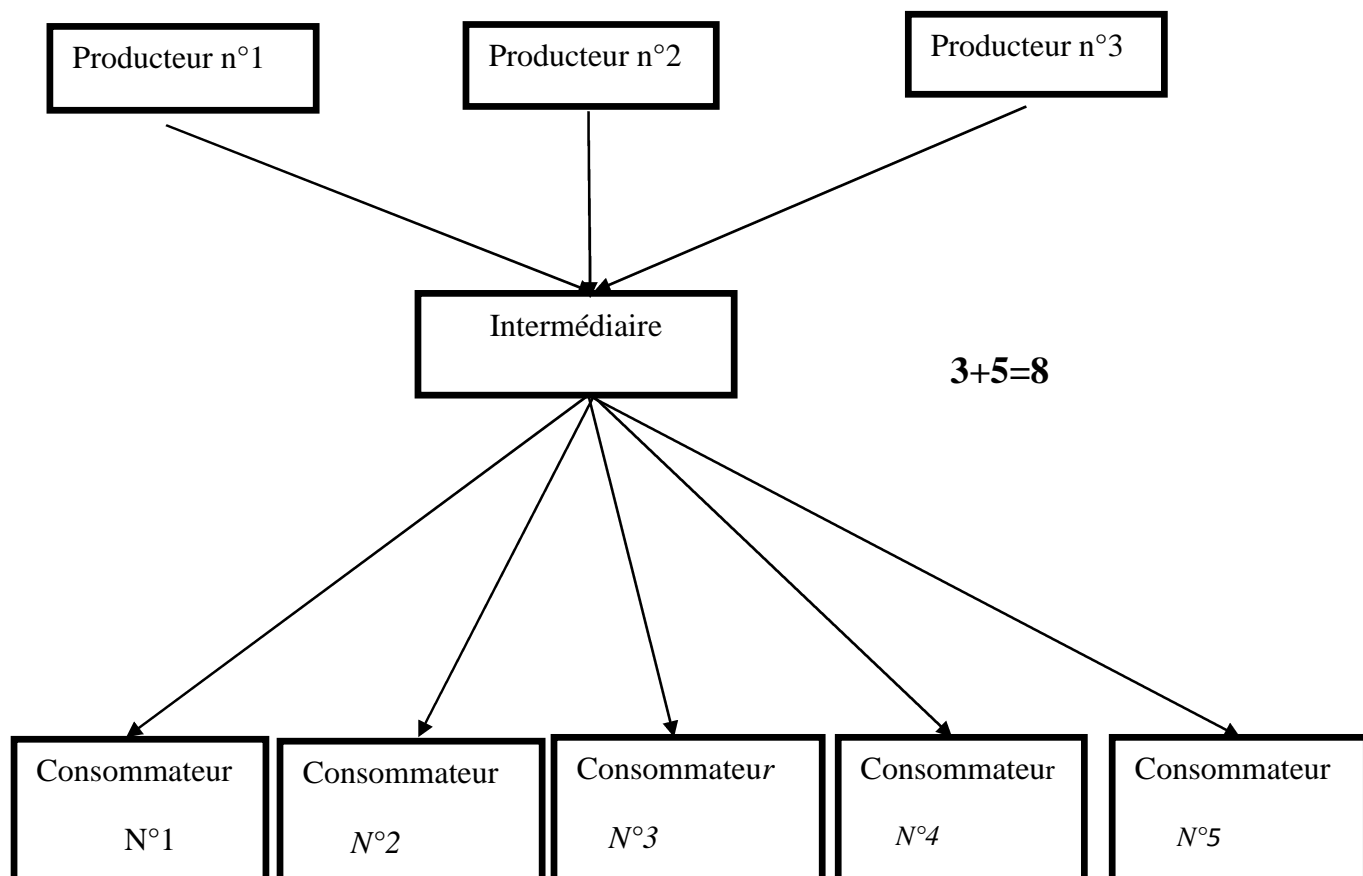 Producteur n°1
Producteur n°2
Producteur n°3
Intermédiaire
3+5=8
Consommateur
N°1
Consommateur
N°2
Consommateur
N°3
Consommateur
N°4
Consommateur
N°5